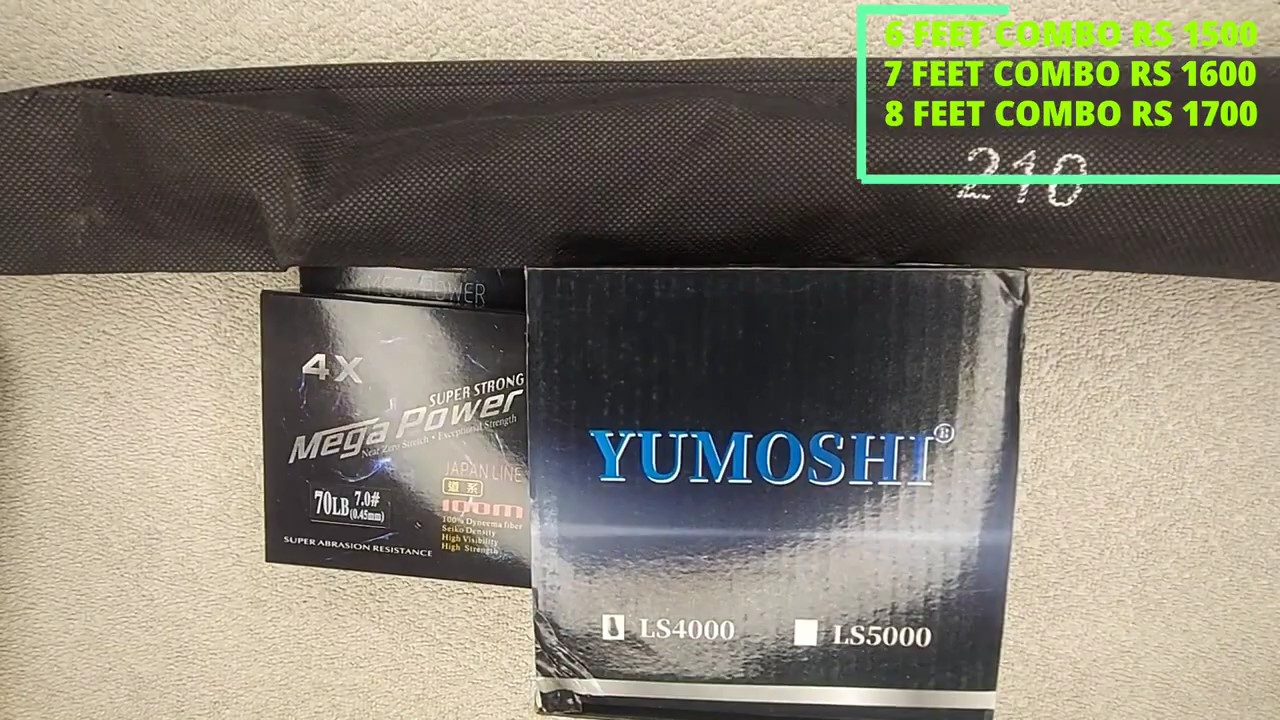 6 FEET COMBO RS 1500
7 FEET COMBO RS 1600
8 FEET COMBO RS 1700
210
MEGA POWER
4X
SUPER STRONG
Mega Power
Near Zero Stretch • Exceptional Strength
JAPAN LINE
道系
100m
70LB 7.0#
(0.45mm)
100% Dyneema fiber
Seiko Density
High Visibility
High Strength
SUPER ABRASION RESISTANCE
YUMOSHI®
LS4000 LS5000